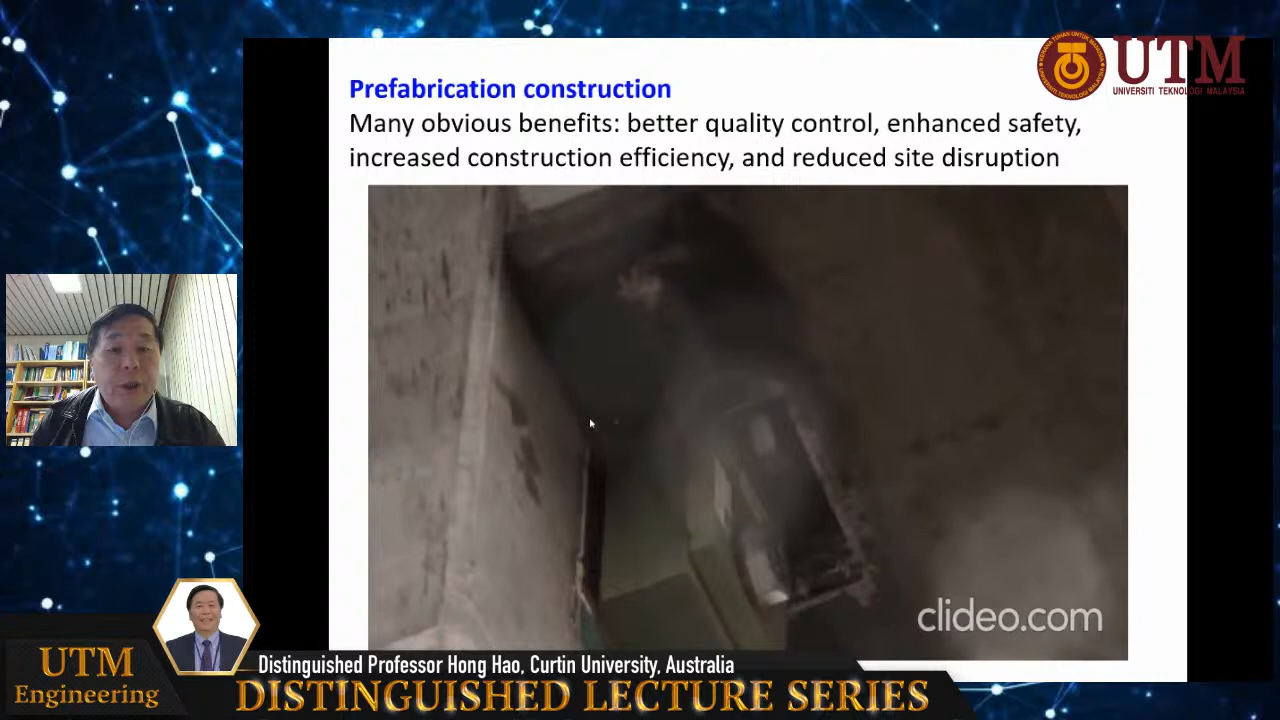 Prefabrication construction
Many obvious benefits: better quality control, enhanced safety,
increased construction efficiency, and reduced site disruption
UTM
UNIVERSITI TEKNOLOGI MALAYSIA
clideo.com
UTM
Engineering
Distinguished Professor Hong Hao, Curtin University, Australia
DISTINGUISHED LECTURE SERIES